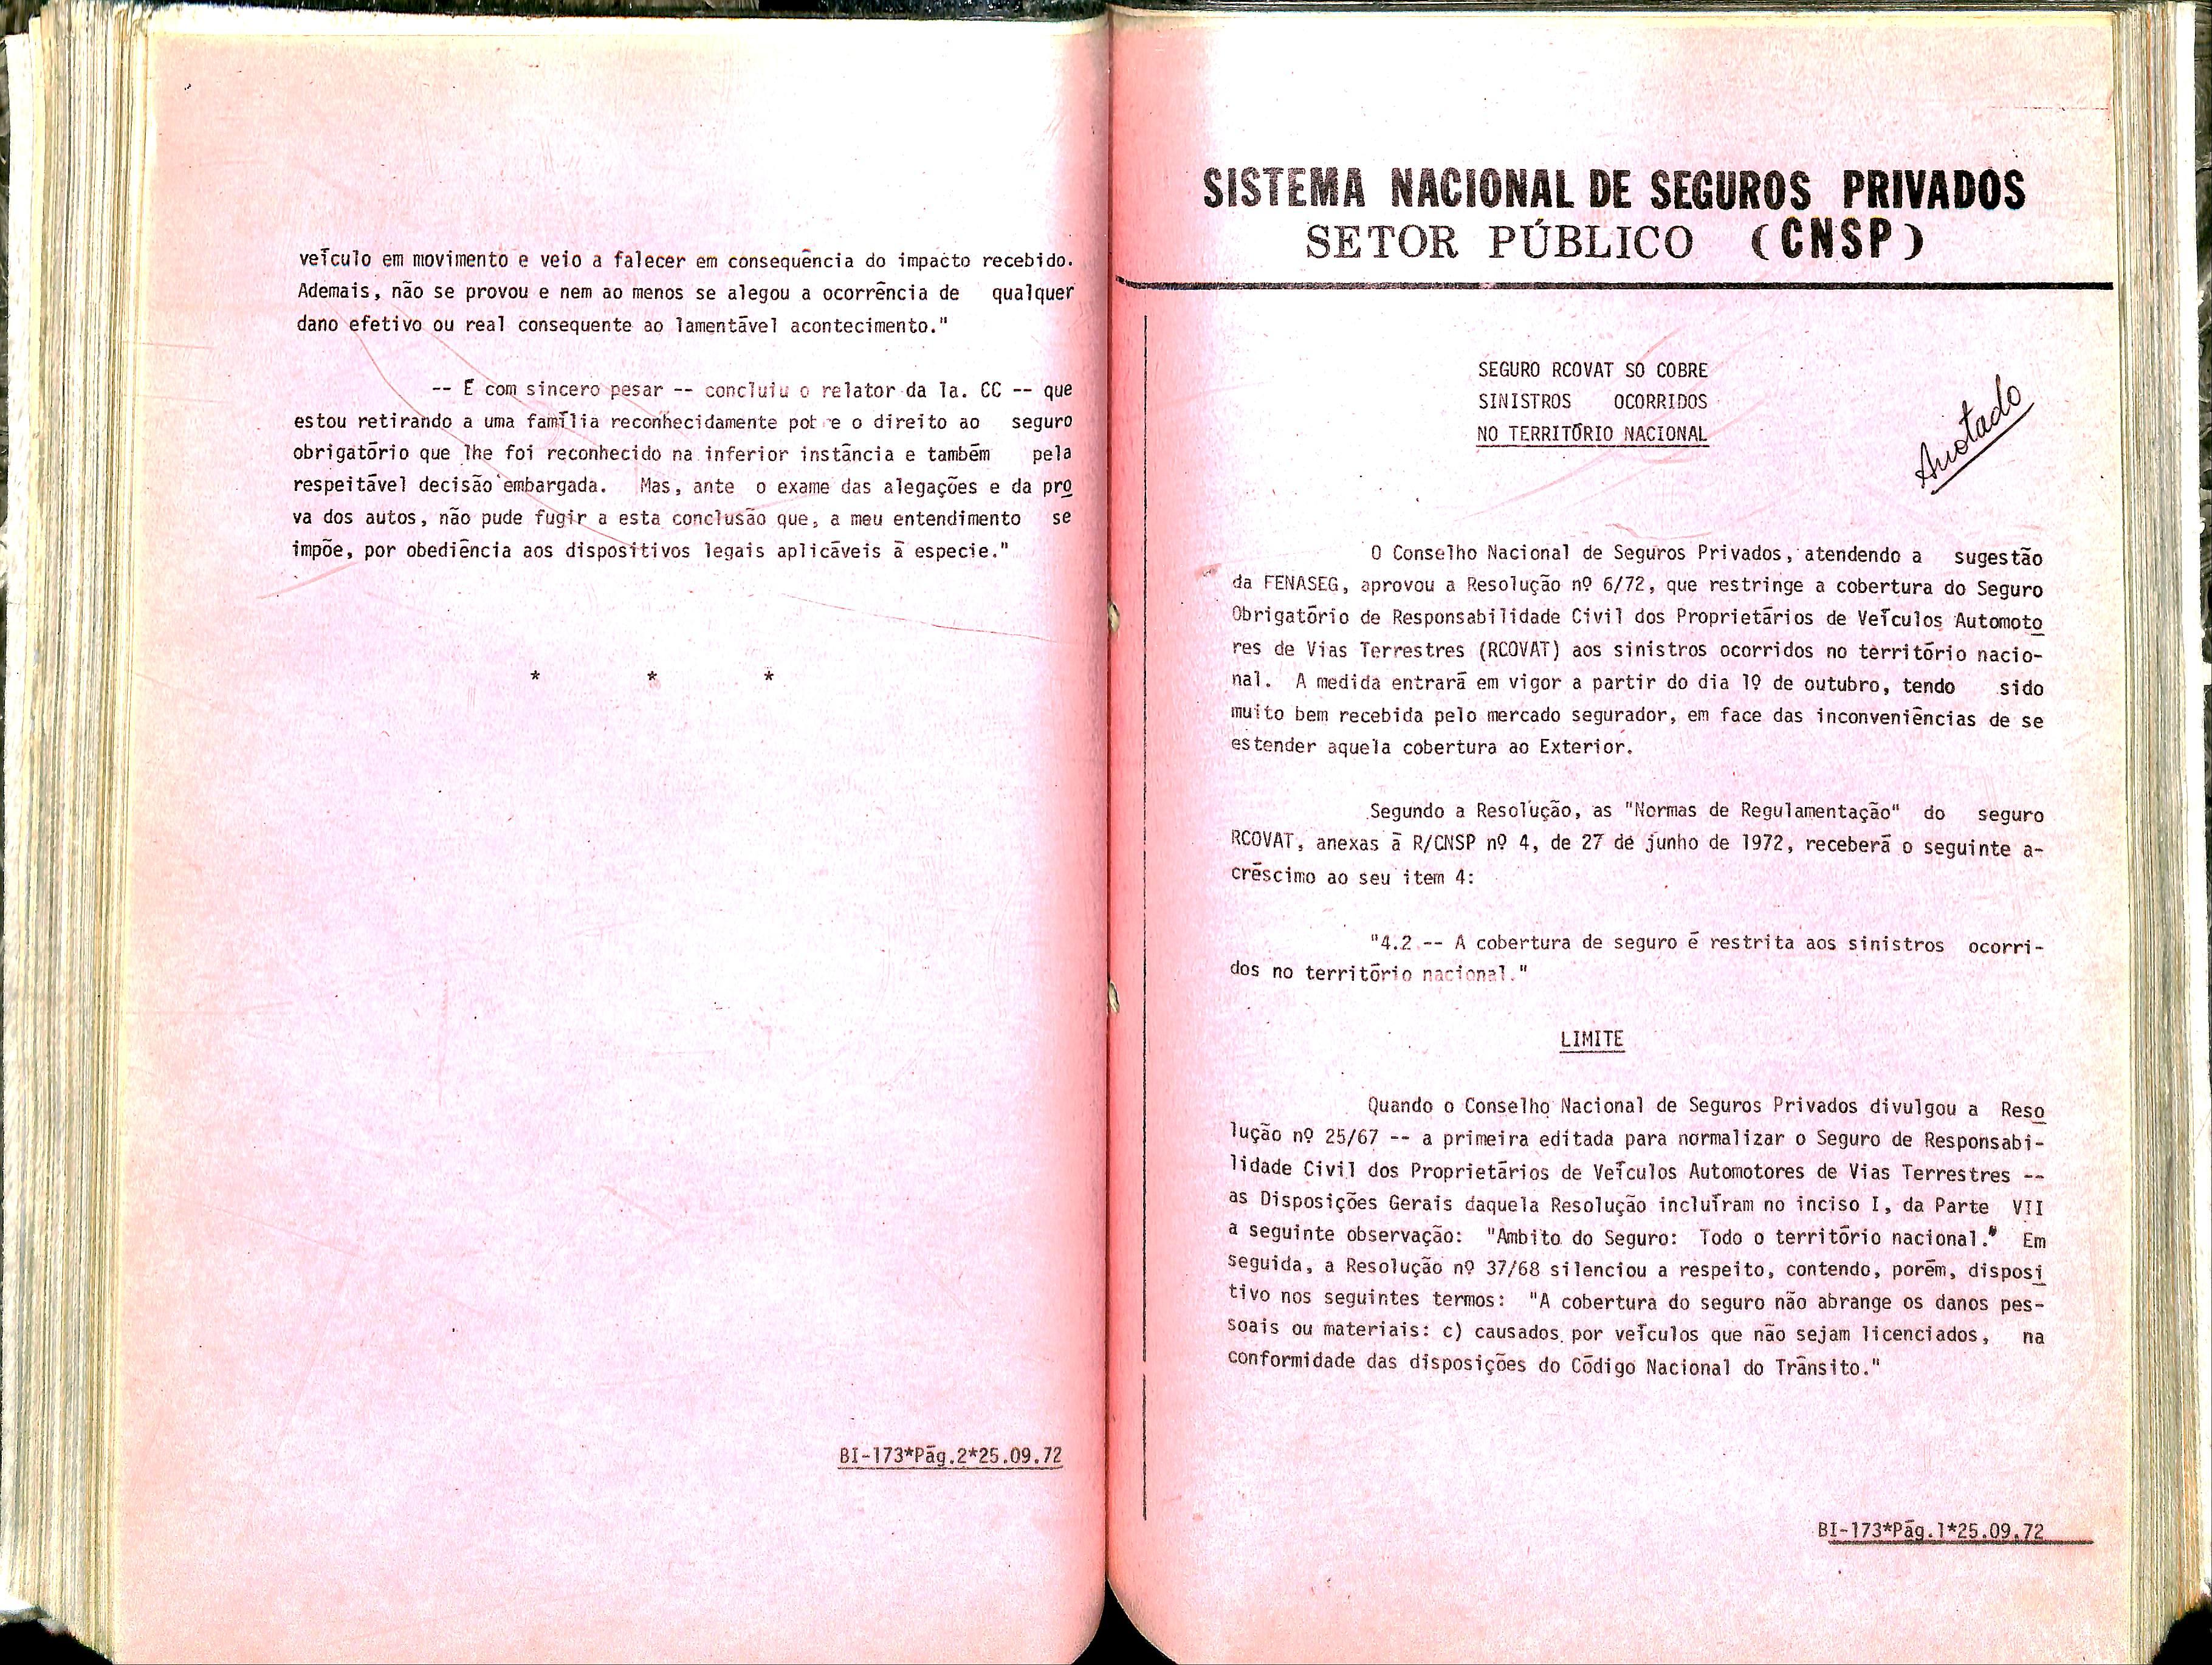 veículo em movimento e veio a falecer em consequência do impacto recebido.
Ademais, não se provou e nem ao menos se alegou a ocorrência de qualquer
dano efetivo ou real consequente ao lamentável acontecimento."
-- É com sincero pesar -- concluiu o relator da 1a. CC -- que
estou retirando a uma família reconhecidamente pobre o direito ao seguro
obrigatório que lhe foi reconhecido na inferior instância e também pela
respeitável decisão embargada. Mas, ante o exame das alegações e da pro
va dos autos, não pude fugir a esta conclusão que, a meu entendimento se
impõe, por obediência aos dispositivos legais aplicáveis à especie."
* * *
BI-173*Pág.2*25.09.72
SISTEMA NACIONAL DE SEGUROS PRIVADOS
SETOR PÚBLICO (CNSP)
SEGURO RCOVAT SO COBRE
SINISTROS OCORRIDOS
NO TERRITÓRIO NACIONAL
Anotado
O Conselho Nacional de Seguros Privados, atendendo a sugestão
da FENASEG, aprovou a Resolução nº 6/72, que restringe a cobertura do Seguro
Obrigatório de Responsabilidade Civil dos Proprietários de Veículos Automoto
res de Vias Terrestres (RCOVAT) aos sinistros ocorridos no território nacio-
nal. A medida entrará em vigor a partir do dia 1º de outubro, tendo sido
muito bem recebida pelo mercado segurador, em face das inconveniências de se
estender aquela cobertura ao Exterior.
Segundo a Resolução, as "Normas de Regulamentação" do seguro
RCOVAT, anexas à R/CNSP nº 4, de 27 de junho de 1972, receberá o seguinte a-
créscimo ao seu item 4:
"4.2 -- A cobertura de seguro é restrita aos sinistros ocorri-
dos no território nacional."
LIMITE
Quando o Conselho Nacional de Seguros Privados divulgou a Reso
lução nº 25/67 -- a primeira editada para normalizar o Seguro de Responsabi-
lidade Civil dos Proprietários de Veículos Automotores de Vias Terrestres --
as Disposições Gerais daquela Resolução incluíram no inciso I, da Parte VII
a seguinte observação: "Ambito do Seguro: Todo o território nacional." Em
seguida, a Resolução nº 37/68 silenciou a respeito, contendo, porém, disposi
tivo nos seguintes termos: "A cobertura do seguro não abrange os danos pes-
soais ou materiais: c) causados por veículos que não sejam licenciados, na
conformidade das disposições do Código Nacional do Trânsito."
BI-173*Pág.1*25.09.72